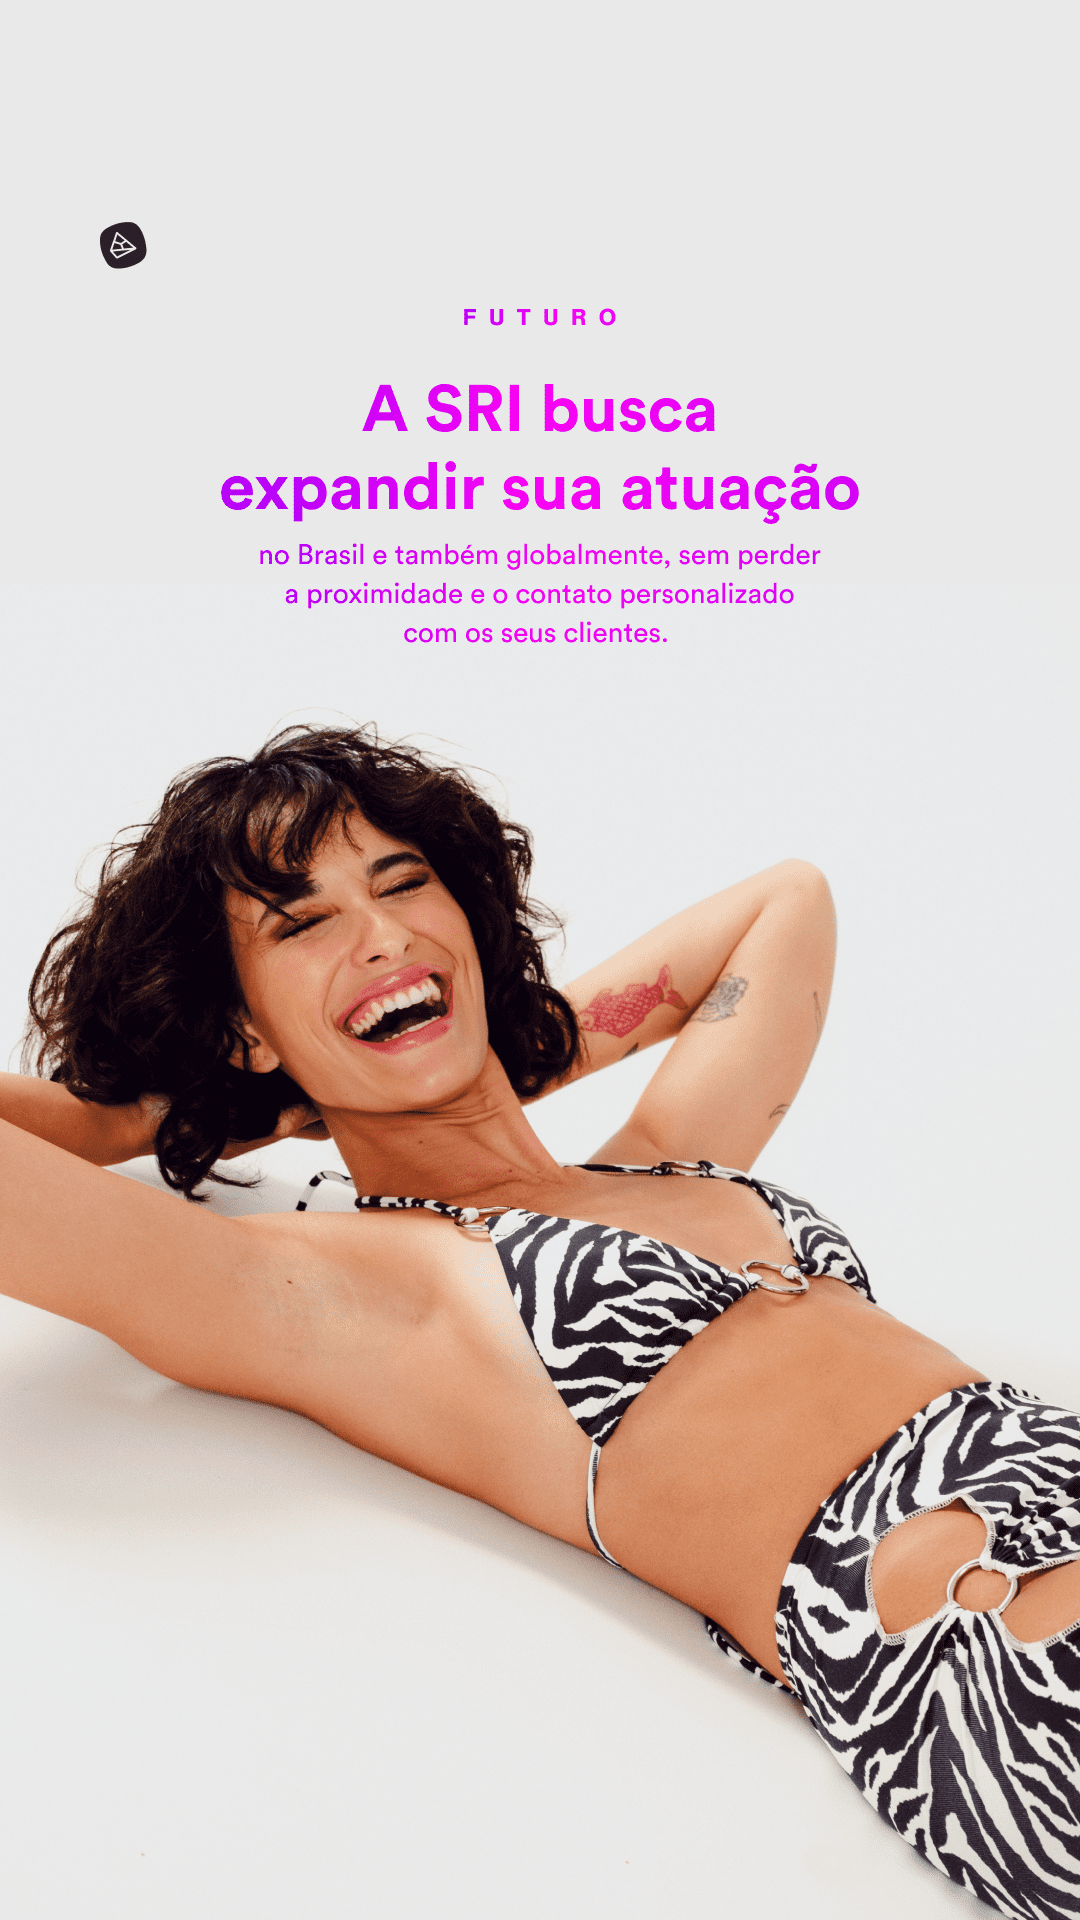 FUTURO
A SRI busca
expandir sua atuação
no Brasil e também globalmente, sem perder
a proximidade e o contato personalizado
com os seus clientes.